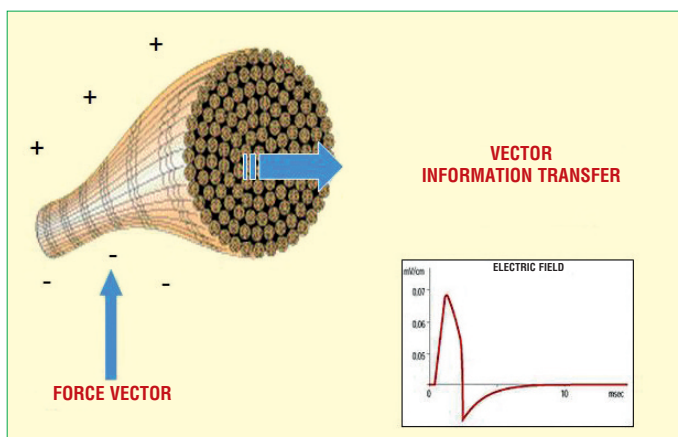 +
+
+
VECTOR
INFORMATION TRANSFER
-
-
-
FORCE VECTOR
ELECTRIC FIELD
mV/cm
0.07
0.06
0.05
0
10
msec